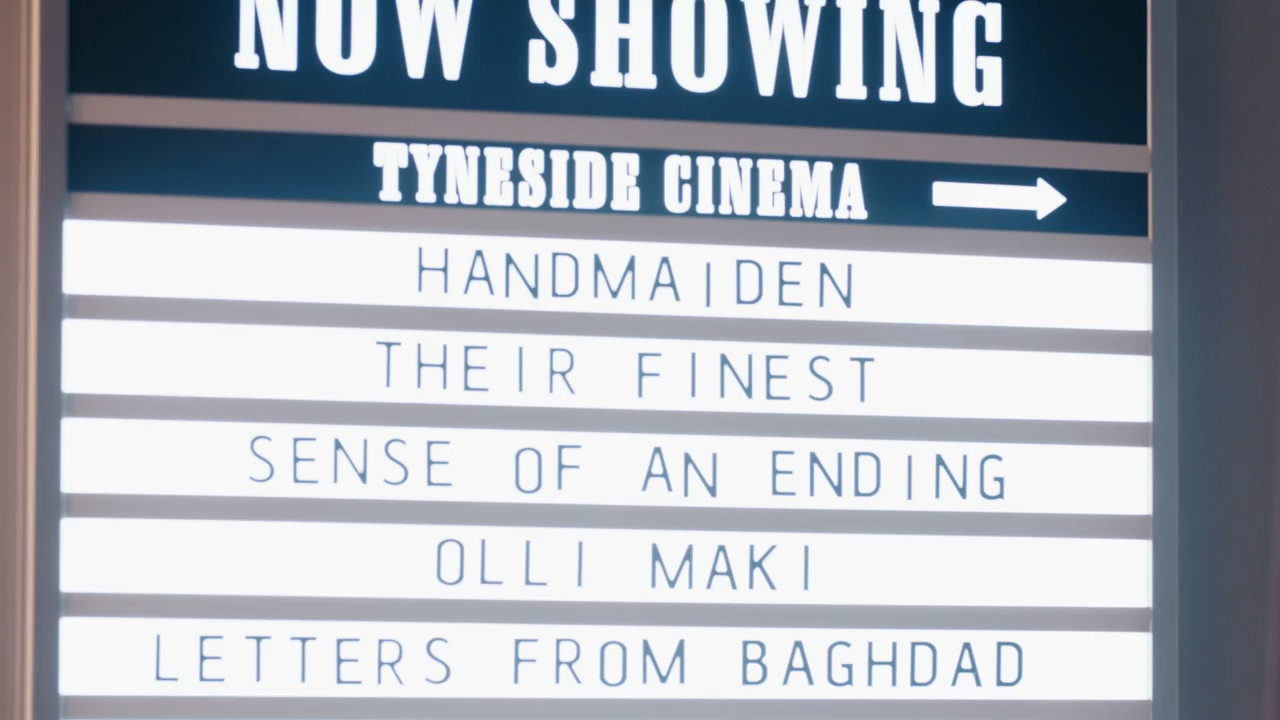 NOW SHOWING
TYNESIDE CINEMA
HANDMAIDEN
THEIR FINEST
SENSE OF AN ENDING
OLLI MAKI
LETTERS FROM BAGHDAD